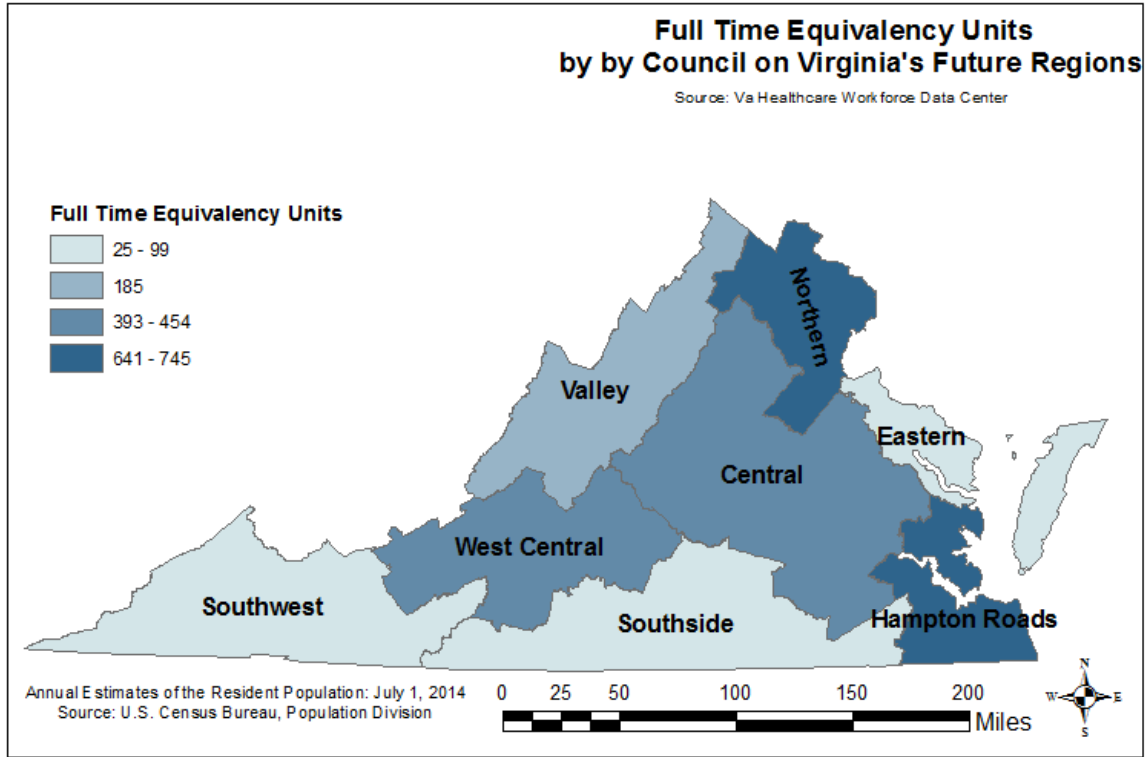 Full Time Equivalency Units
by by Council on Virginia's Future Regions
Source: Va Healthcare Workforce Data Center
Full Time Equivalency Units
25 - 99
185
393 - 454
641 - 745
Northern
Valley
Eastern
Central
West Central
Southwest
Southside
Hampton Roads
Annual Estimates of the Resident Population: July 1, 2014
Source: U.S. Census Bureau, Population Division
0 25 50 100 150 200
Miles
N
W E
S